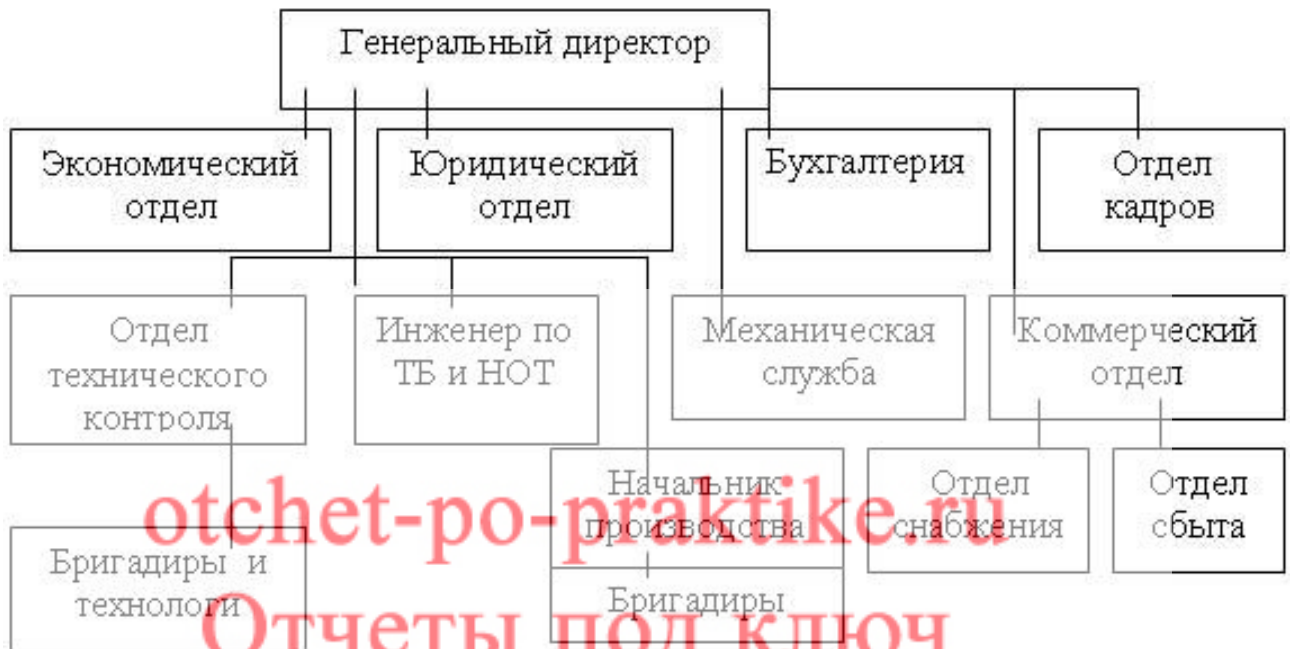 Генеральный директор
Экономический
отдел
Юридический
отдел
Бухгалтерия
Отдел
кадров
Отдел
технического
контроля
Инженер по
ТБ и НОТ
Механическая
служба
Коммерческий
отдел
Начальник
производства
Отдел
снабжения
Отдел
сбыта
otchet-po-praktike.ru
Бригадиры и
технологи
Бригадиры
Отчеты под ключ